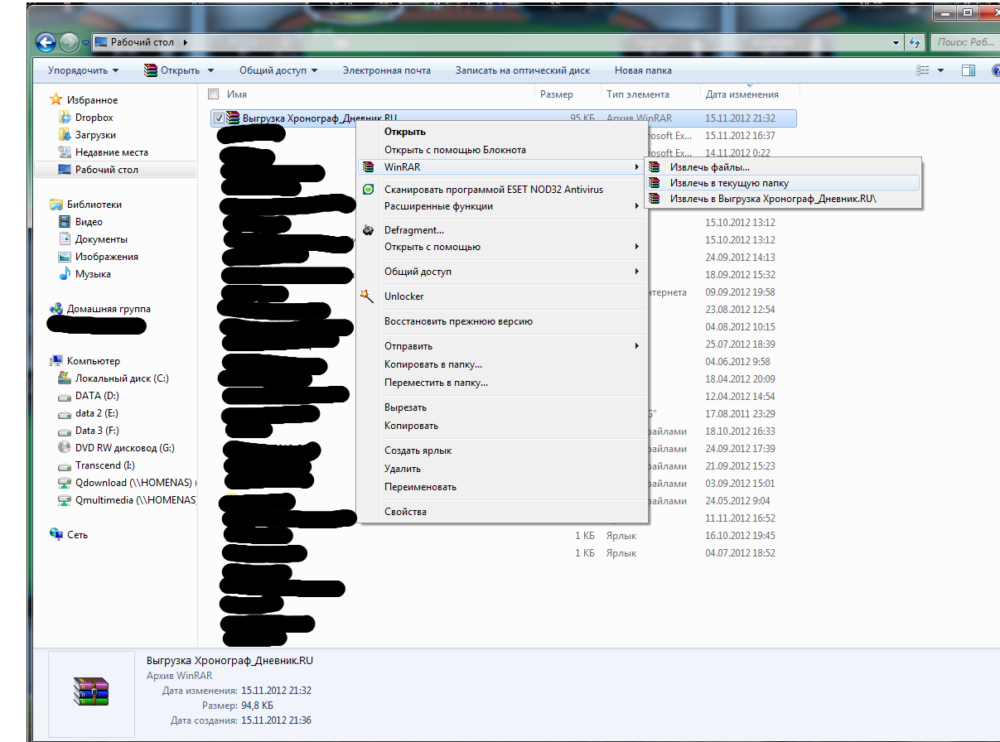 Рабочий стол
Поиск: Раб...
Упорядочить Открыть Общий доступ Электронная почта Записать на оптический диск Новая папка
Имя Размер Тип элемента Дата изменения
Избранное
Dropbox
Загрузки
Недавние места
Рабочий стол
Библиотеки
Видео
Документы
Изображения
Музыка
Домашняя группа
Компьютер
Локальный диск (C:)
DATA (D:)
data 2 (E:)
Data 3 (F:)
DVD RW дисковод (G:)
Transcend (I:)
Qdownload (\\HOMENAS) (
Qmultimedia (\\HOMENAS)
Сеть
Выгрузка Хронограф_Дневник.RU 95 КБ Архив WinRAR 15.11.2012 21:32
osoft Ex... 15.11.2012 16:37
osoft Ex... 14.11.2012 0:22
Открыть
Открыть с помощью Блокнота
WinRAR
Сканировать программой ESET NOD32 Antivirus
Расширенные функции
Defragment...
Открыть с помощью
Общий доступ
Unlocker
Восстановить прежнюю версию
Отправить
Копировать в папку...
Переместить в папку...
Вырезать
Копировать
Создать ярлык
Удалить
Переименовать
Свойства
Извлечь файлы...
Извлечь в текущую папку
Извлечь в Выгрузка Хронограф_Дневник.RU\
15.10.2012 13:12
15.10.2012 13:12
24.09.2012 14:13
18.09.2012 15:32
нтернета 09.09.2012 19:58
23.08.2012 12:54
04.08.2012 10:15
25.07.2012 18:39
04.06.2012 9:58
18.04.2012 20:09
12.04.2012 14:54
G" 17.08.2011 23:29
файлами 18.10.2012 16:33
файлами 24.09.2012 17:39
файлами 21.09.2012 15:23
файлами 03.09.2012 15:01
файлами 24.05.2012 9:04
11.11.2012 16:52
1 КБ Ярлык 16.10.2012 19:45
1 КБ Ярлык 04.07.2012 18:52
Выгрузка Хронограф_Дневник.RU
Архив WinRAR
Дата изменения: 15.11.2012 21:32
Размер: 94,8 КБ
Дата создания: 15.11.2012 21:36